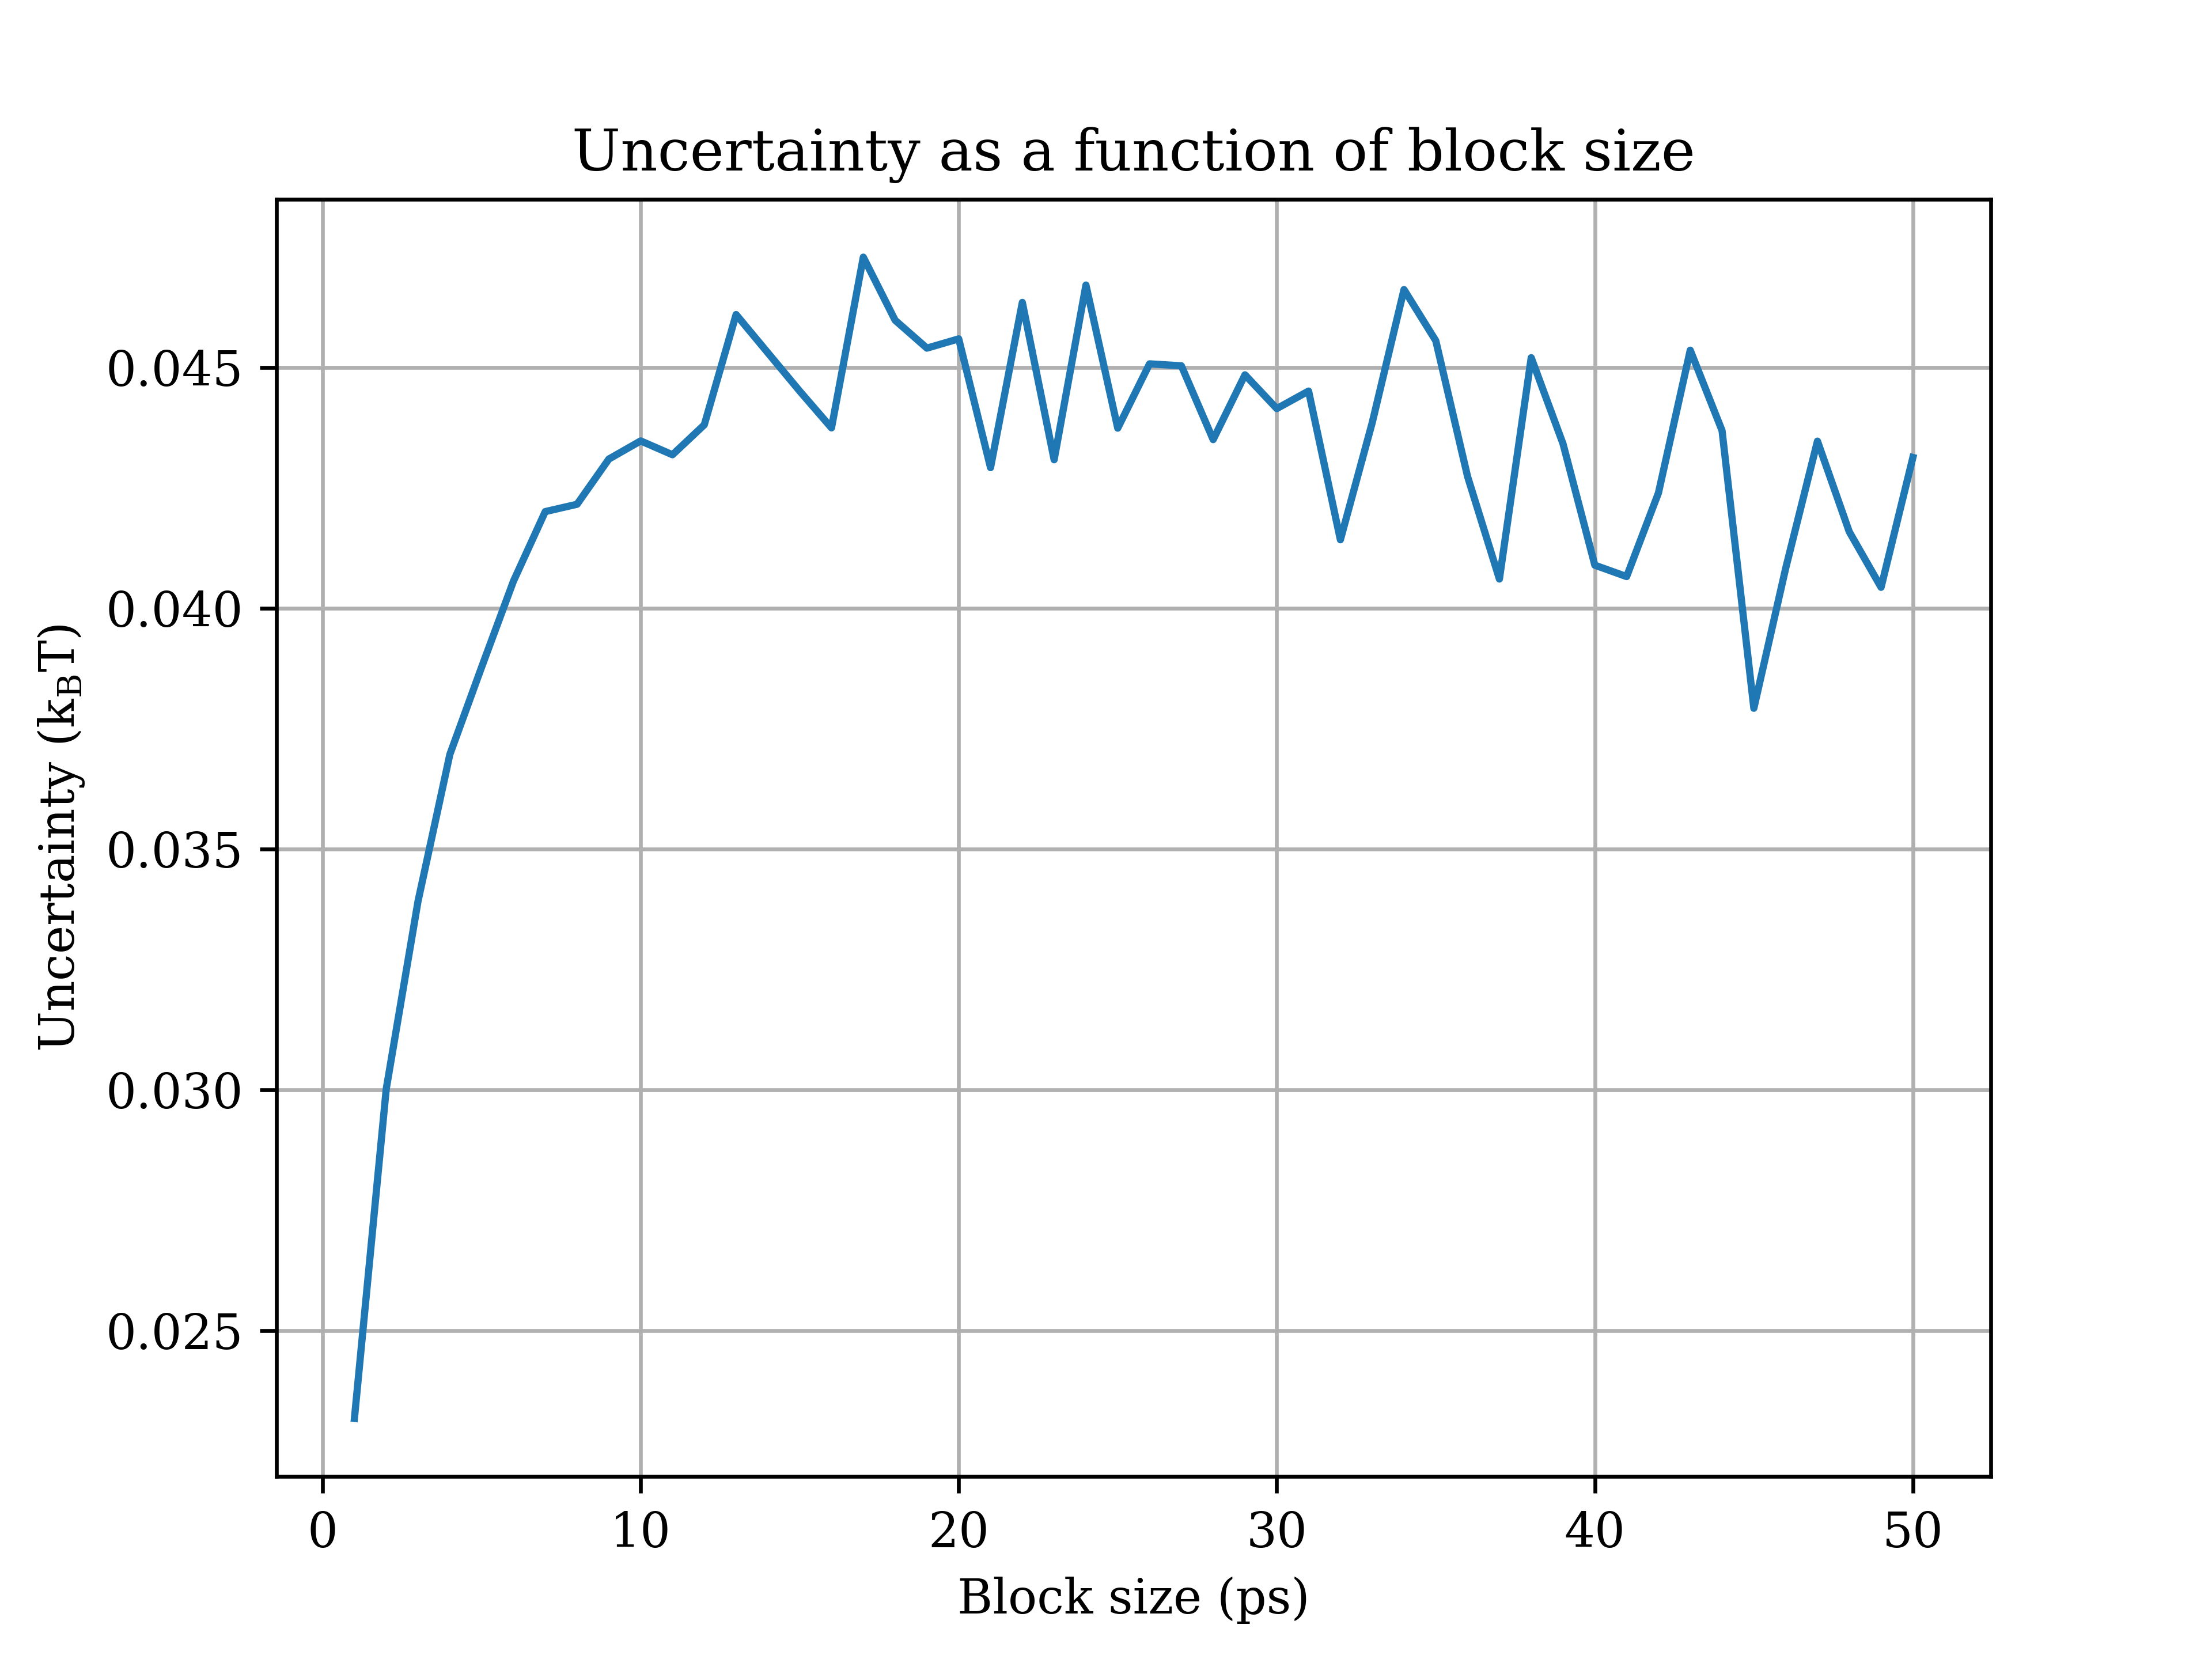 Uncertainty as a function of block size
Uncertainty (kBT)
0.045
0.040
0.035
0.030
0.025
0 10 20 30 40 50
Block size (ps)